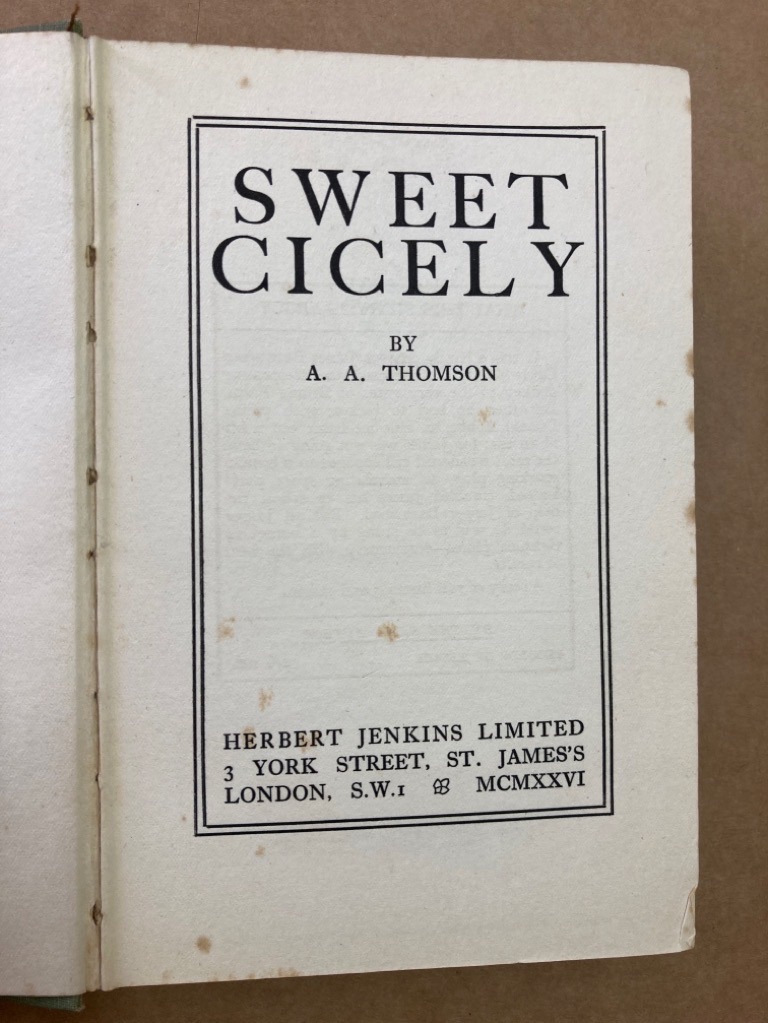 SWEET
CICELY
BY
A. A. THOMSON
HERBERT JENKINS LIMITED
3 YORK STREET, ST. JAMES'S
LONDON, S.W.1 MCMXXVI